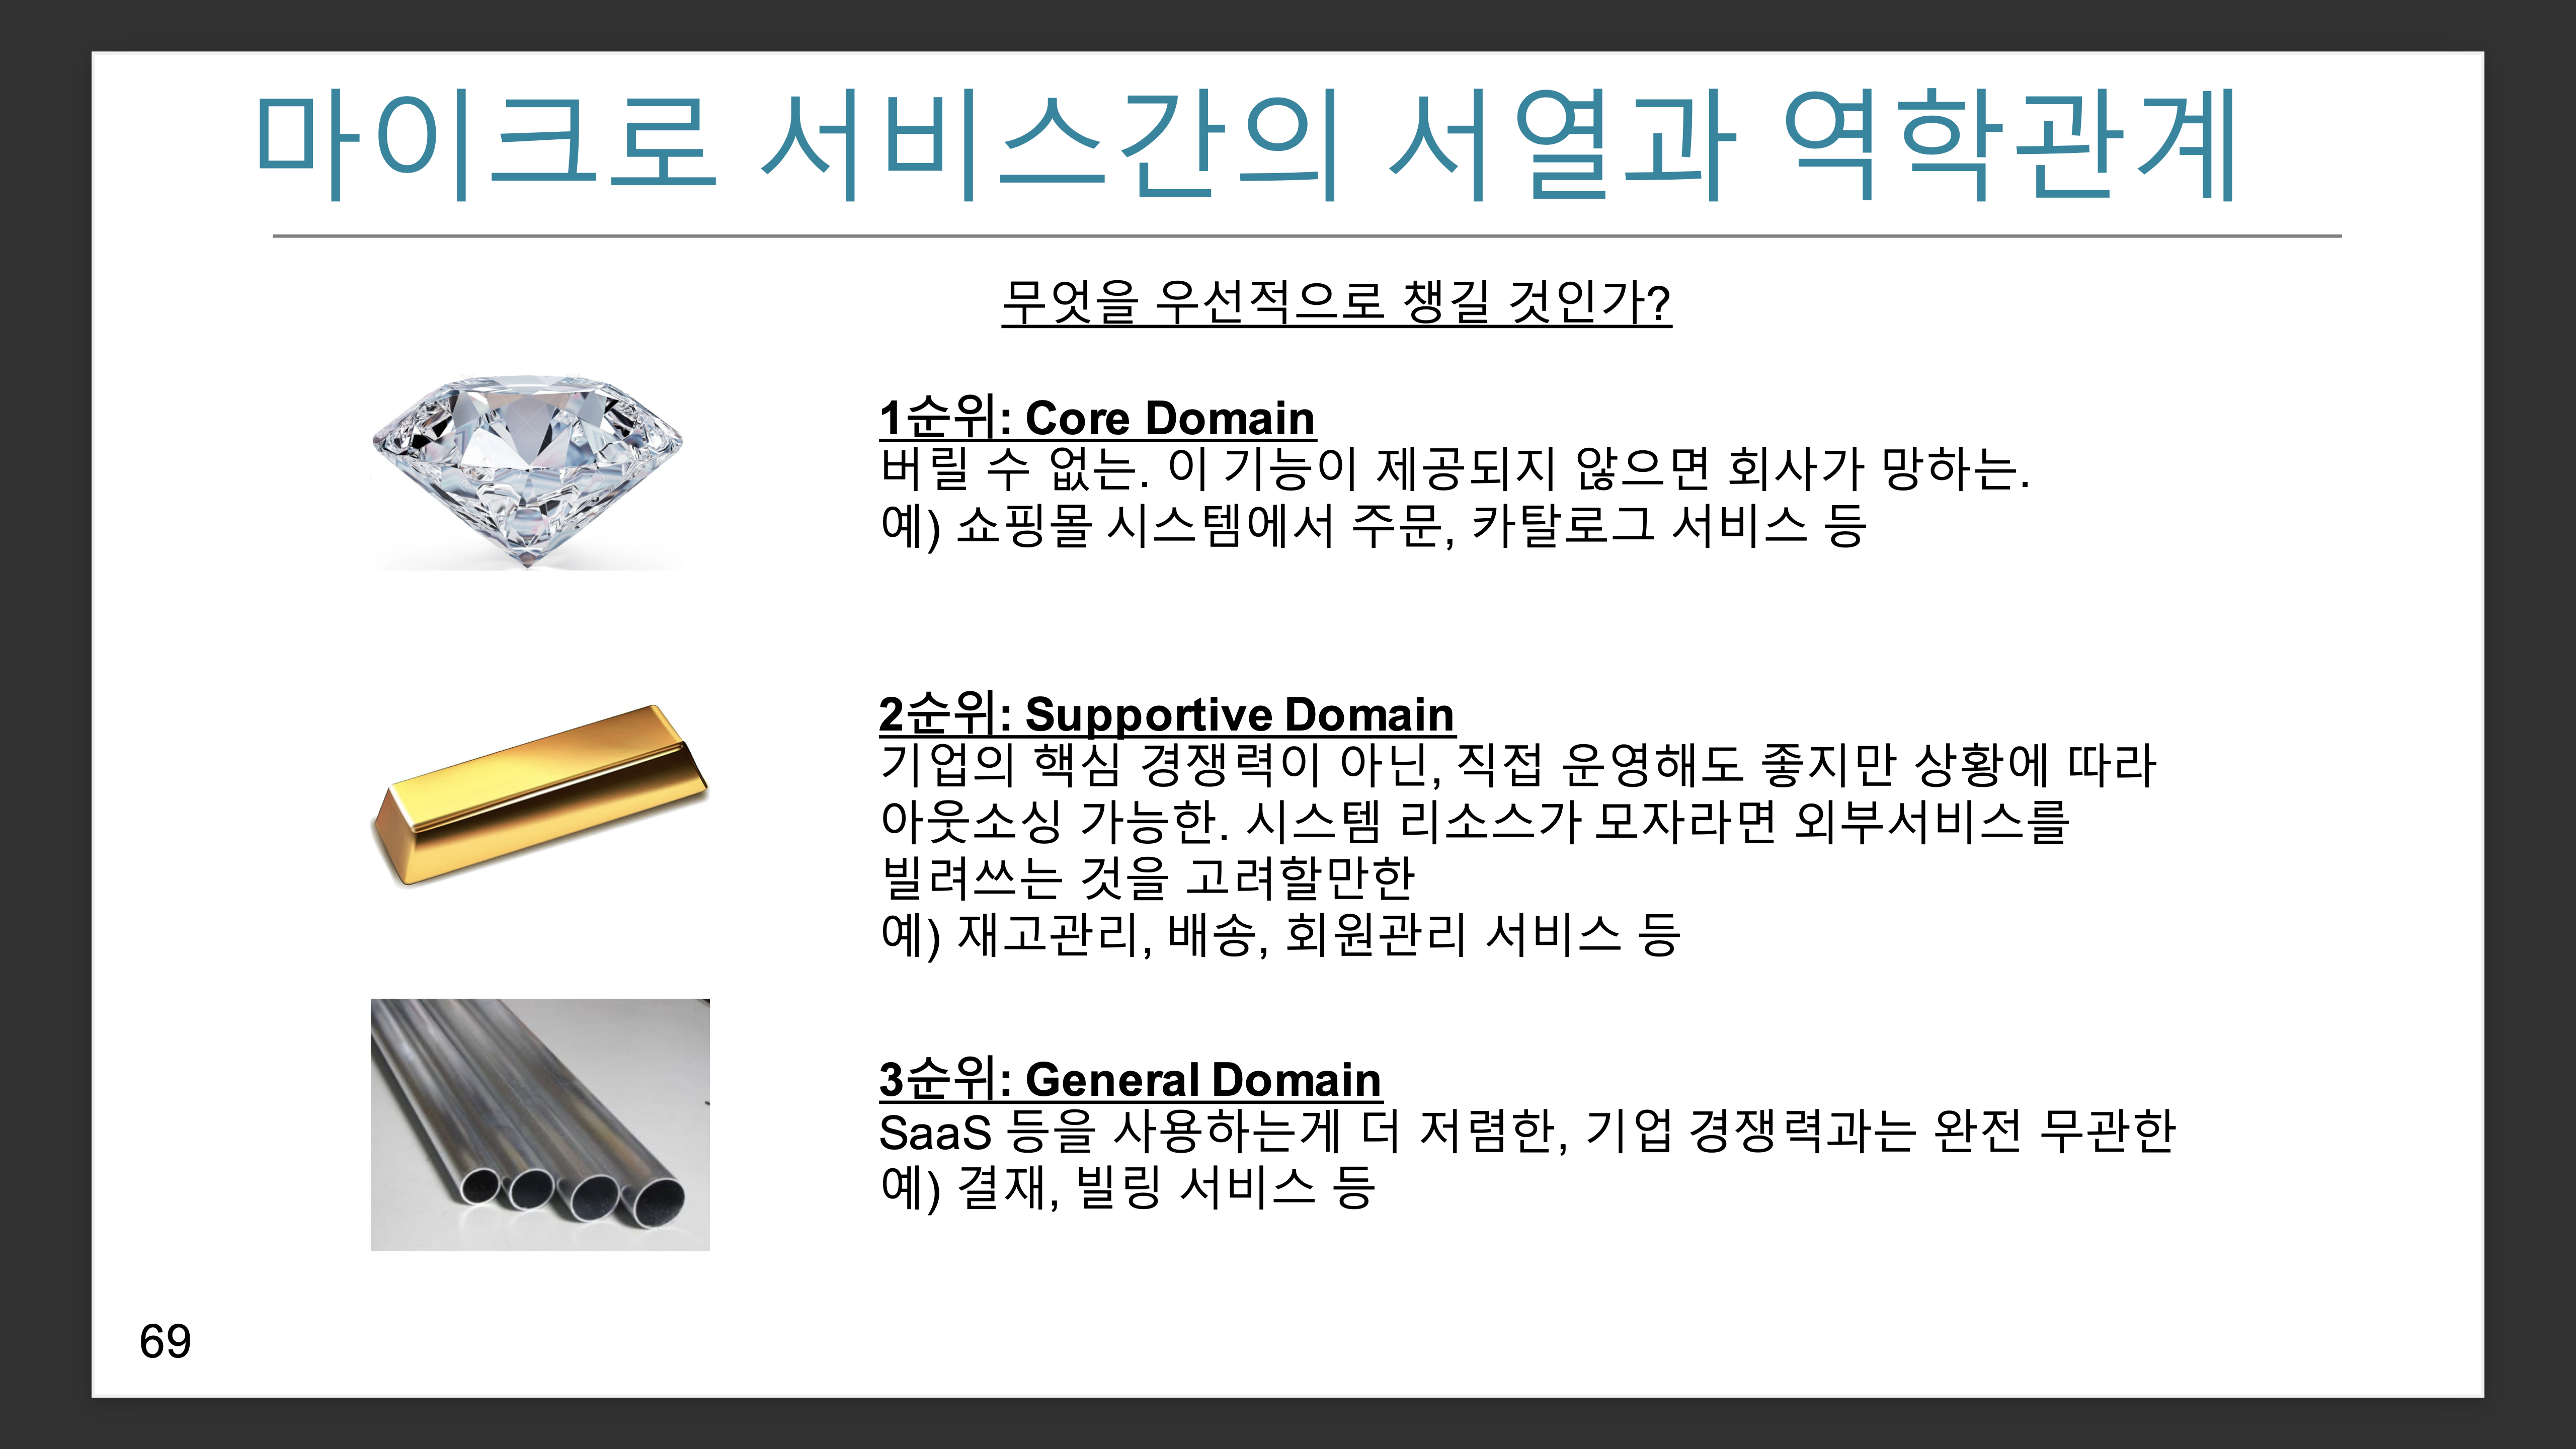 마이크로 서비스간의 서열과 역학관계
무엇을 우선적으로 챙길 것인가?
1순위: Core Domain
버릴 수 없는. 이 기능이 제공되지 않으면 회사가 망하는.
예) 쇼핑몰 시스템에서 주문, 카탈로그 서비스 등
2순위: Supportive Domain
기업의 핵심 경쟁력이 아닌, 직접 운영해도 좋지만 상황에 따라
아웃소싱 가능한. 시스템 리소스가 모자라면 외부서비스를
빌려쓰는 것을 고려할만한
예) 재고관리, 배송, 회원관리 서비스 등
3순위: General Domain
SaaS 등을 사용하는게 더 저렴한, 기업 경쟁력과는 완전 무관한
예) 결재, 빌링 서비스 등
69